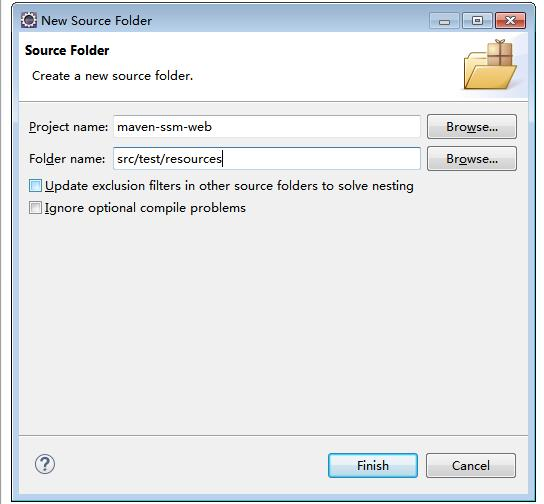 New Source Folder
Source Folder
Create a new source folder.
Project name: maven-ssm-web Browse...
Folder name: src/test/resources Browse...
Update exclusion filters in other source folders to solve nesting
Ignore optional compile problems
? Finish Cancel